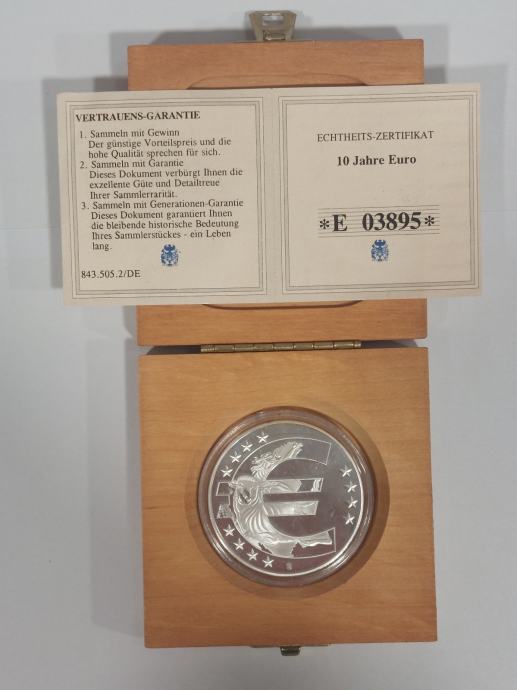 VERTRAUENS-GARANTIE
1. Sammeln mit Gewinn
Der günstige Vorteilspreis und die
hohe Qualität sprechen für sich.
2. Sammeln mit Garantie
Dieses Dokument verbürgt Ihnen die
exzellente Güte und Detailtreue
Ihrer Sammlerrarität.
3. Sammeln mit Generationen-Garantie
Dieses Dokument garantiert Ihnen
die bleibende historische Bedeutung
Ihres Sammlerstückes - ein Leben
lang.
843.505.2/DE
ECHTHEITS-ZERTIFIKAT
10 Jahre Euro
*E 03895*
€